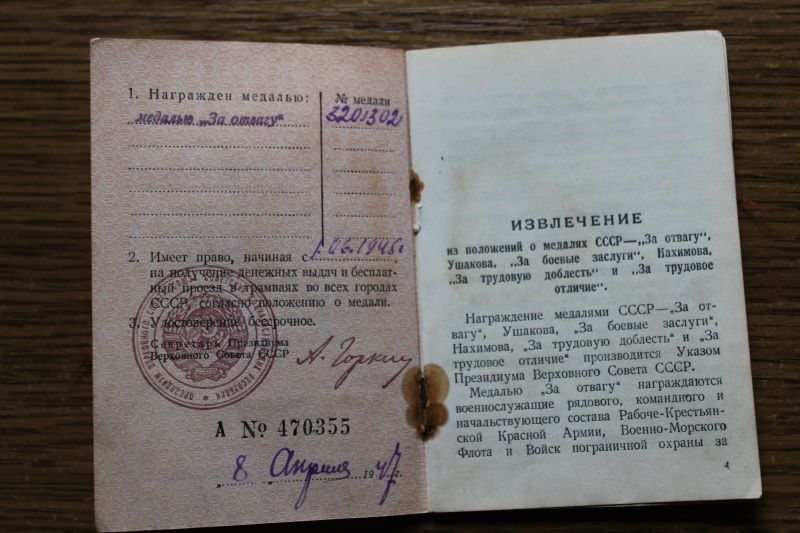 1. Награжден медалью:
№ медали
медалью „За отвагу“
3201302
2. Имеет право, начиная с 1.06.1946г.,
на получение денежных выдач и бесплат-
ный проезд в трамваях во всех городах
СССР, согласно положению о медали.
3. Удостоверение бессрочное.
Секретарь Президиума
Верховного Совета СССР
А. Горкин
А № 470355
„ 8 “ Апреля 1947 г.
ИЗВЛЕЧЕНИЕ
из положений о медалях СССР—„За отвагу“,
Ушакова, „За боевые заслуги“, Нахимова,
„За трудовую доблесть“ и „За трудовое
отличие“.
Награждение медалями СССР—„За от-
вагу“, Ушакова, „За боевые заслуги“,
Нахимова, „За трудовую доблесть“ и „За
трудовое отличие“ производится Указом
Президиума Верховного Совета СССР.
Медалью „За отвагу“ награждаются
военнослужащие рядового, командного и
начальствующего состава Рабоче-Крестьян-
ской Красной Армии, Военно-Морского
Флота и Войск пограничной охраны за
4